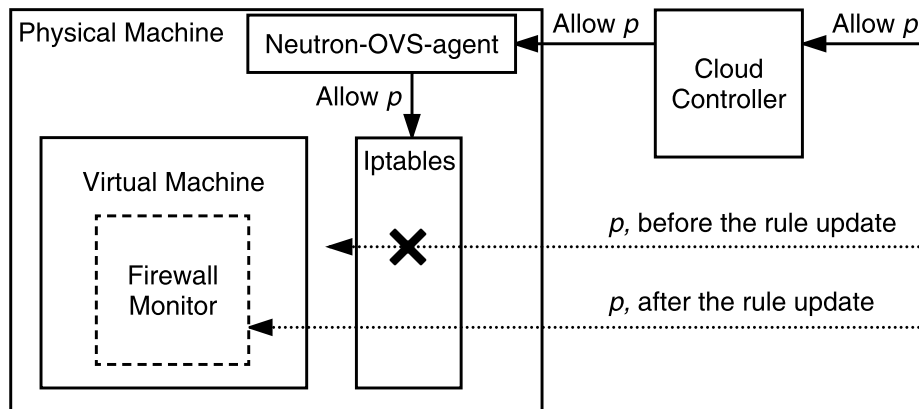 Physical Machine
Neutron-OVS-agent
Allow p
Allow p
Cloud
Controller
Allow p
Iptables
Virtual Machine
Firewall
Monitor
p, before the rule update
p, after the rule update